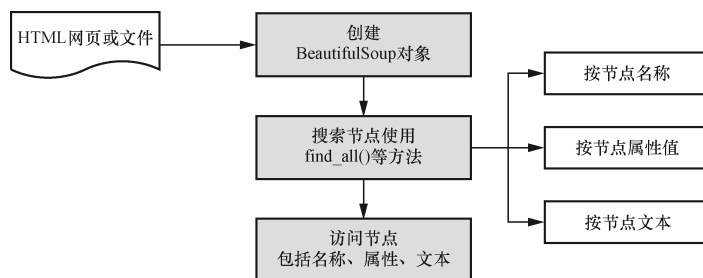 HTML网页或文件
创建
BeautifulSoup对象
搜索节点使用
find_all()等方法
访问节点
包括名称、属性、文本
按节点名称
按节点属性值
按节点文本